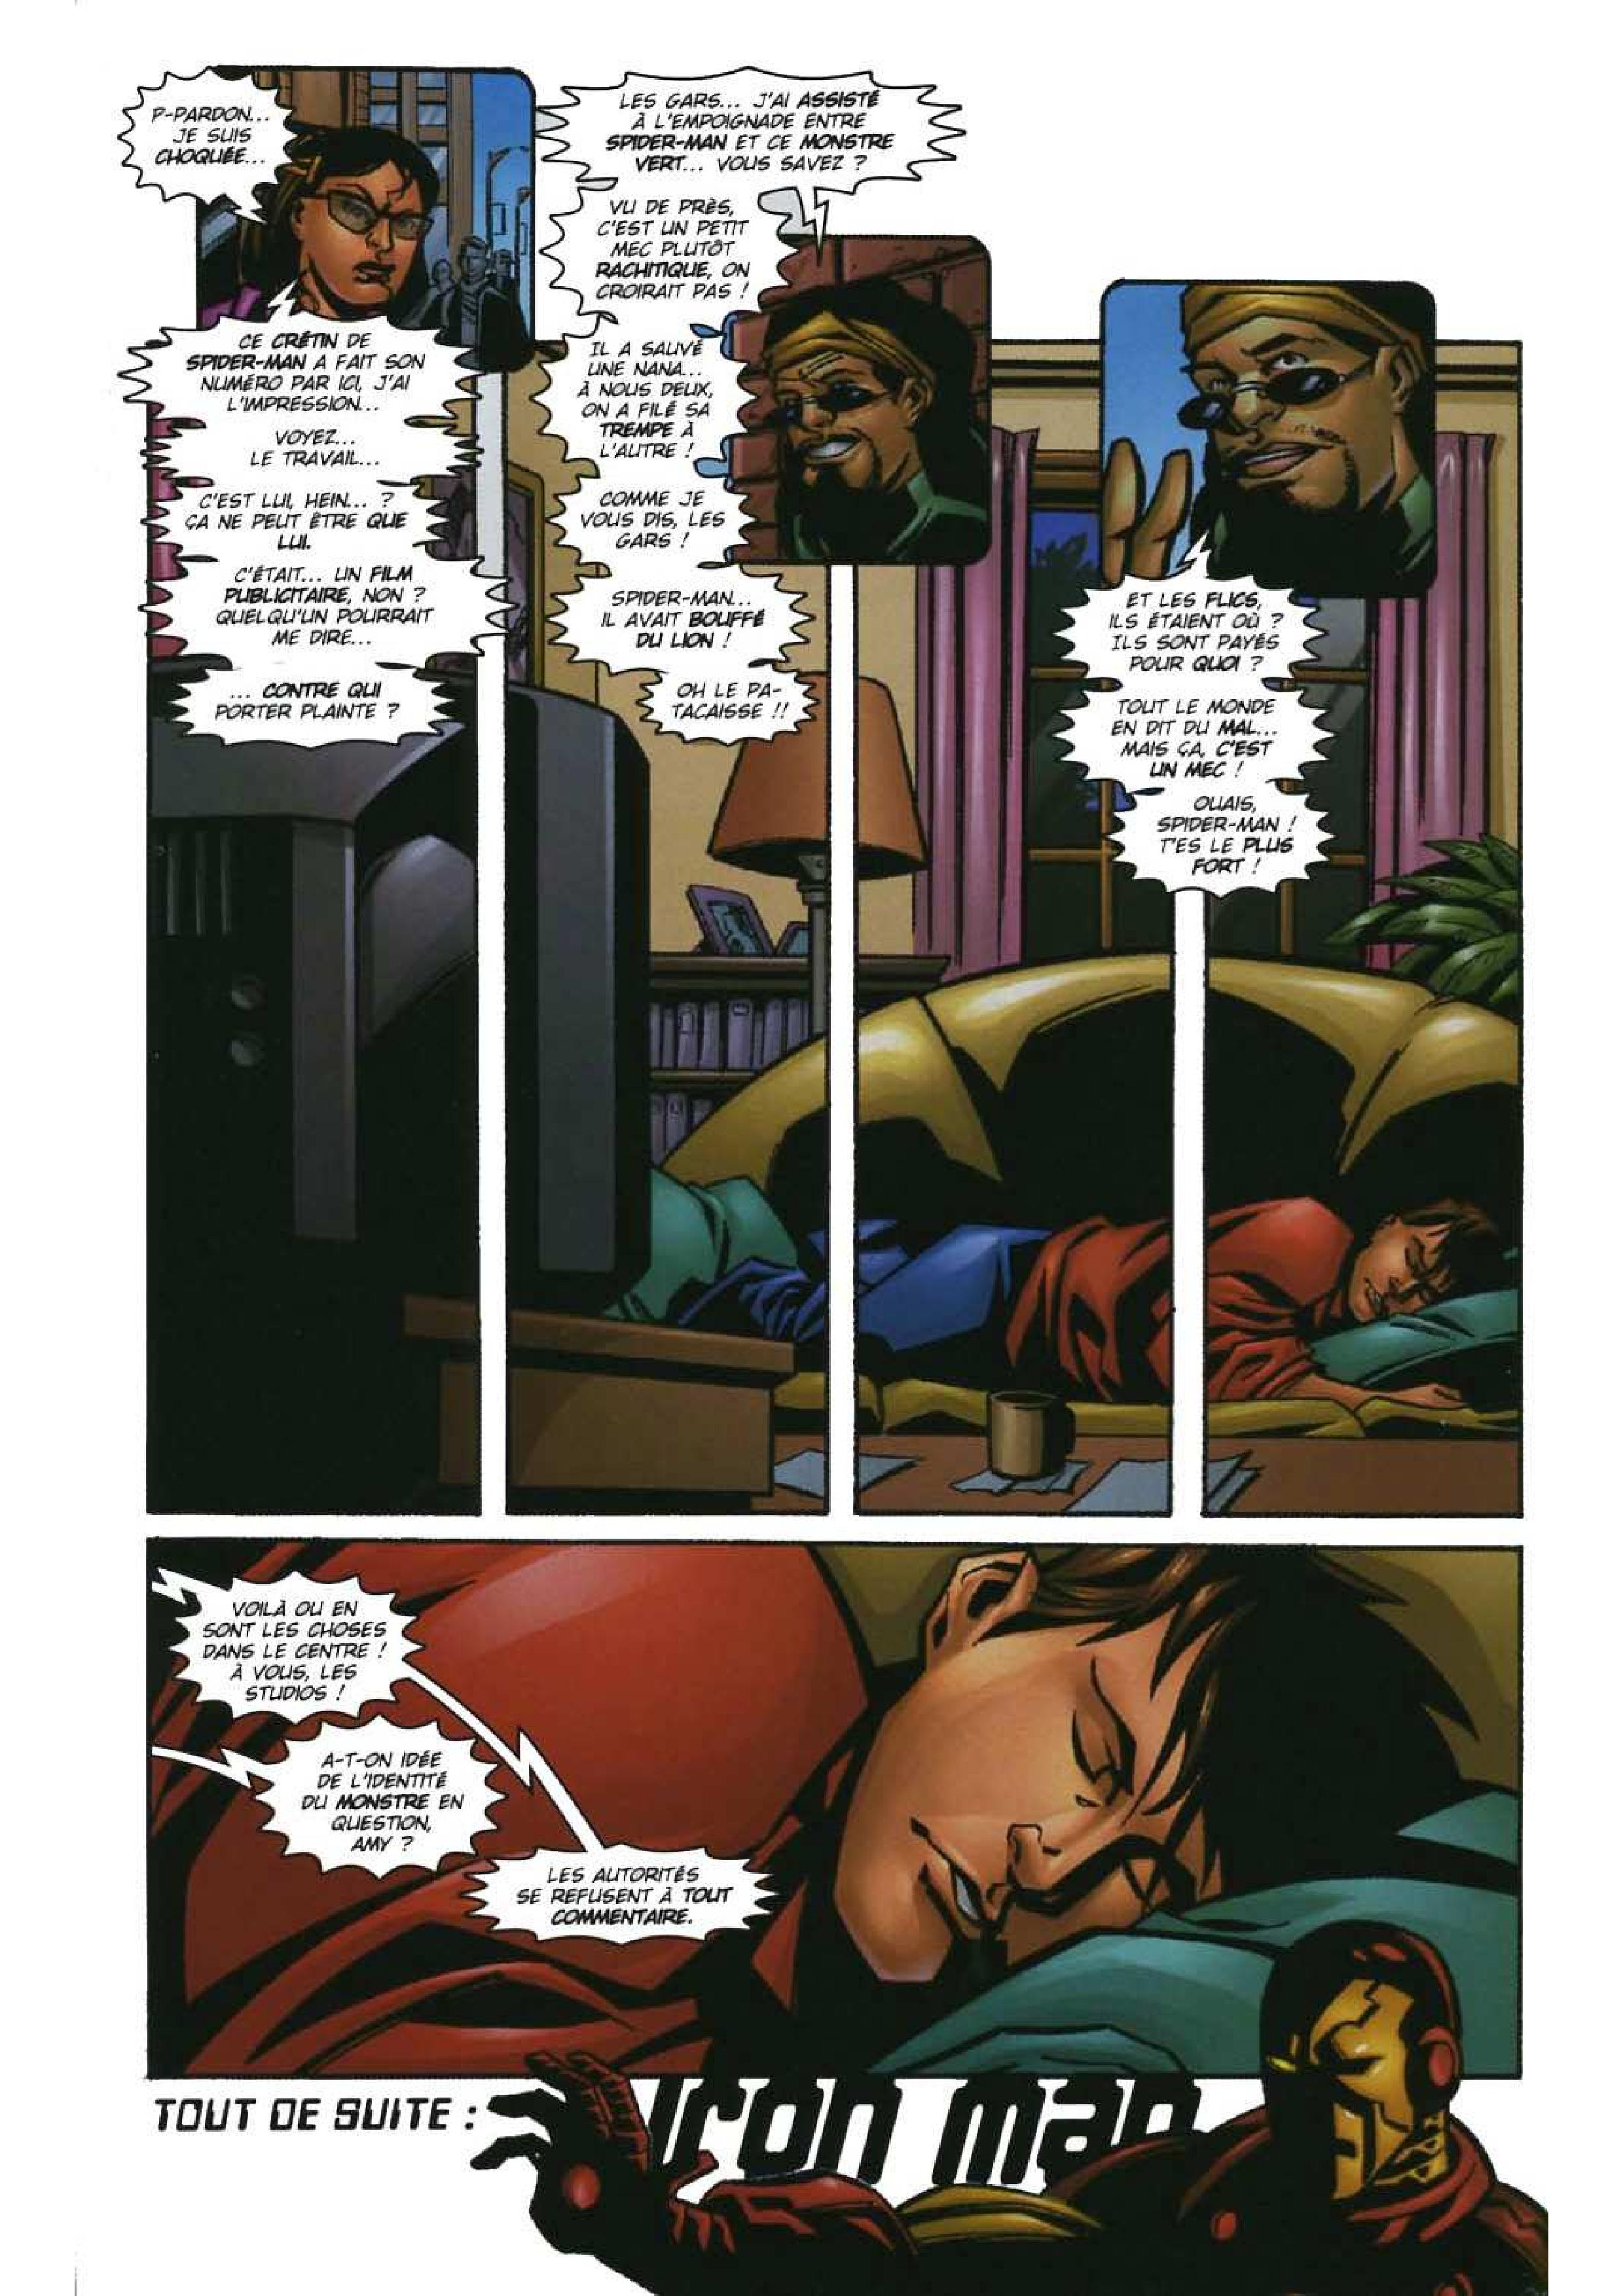 P-PARDON...
JE SUIS
CHOQUÉE...
CE CRÉTIN DE
SPIDER-MAN A FAIT SON
NUMÉRO PAR ICI, J'AI
L'IMPRESSION...
VOYEZ...
LE TRAVAIL...
C'EST LUI, HEIN... ?
ÇA NE PEUT ÊTRE QUE
LUI.
C'ÉTAIT... UN FILM
PUBLICITAIRE, NON ?
QUELQU'UN POURRAIT
ME DIRE...
... CONTRE QUI
PORTER PLAINTE ?
LES GARS... J'AI ASSISTÉ
À L'EMPOIGNADE ENTRE
SPIDER-MAN ET CE MONSTRE
VERT... VOUS SAVEZ ?
VU DE PRÈS,
C'EST UN PETIT
MEC PLUTÔT
RACHITIQUE, ON
CROIRAIT PAS !
IL A SAUVÉ
UNE NANA...
À NOUS DEUX,
ON A FILÉ SA
TREMPE À
L'AUTRE !
COMME JE
VOUS DIS, LES
GARS !
SPIDER-MAN...
IL AVAIT BOUFFÉ
DU LION !
OH LE PA-
TACAISSE !!
ET LES FLICS,
ILS ÉTAIENT OÙ ?
ILS SONT PAYÉS
POUR QUOI ?
TOUT LE MONDE
EN DIT DU MAL...
MAIS ÇA, C'EST
UN MEC !
OUAIS,
SPIDER-MAN !
T'ES LE PLUS
FORT !
VOILÀ OU EN
SONT LES CHOSES
DANS LE CENTRE !
À VOUS, LES
STUDIOS !
A-T-ON IDÉE
DE L'IDENTITÉ
DU MONSTRE EN
QUESTION,
AMY ?
LES AUTORITÉS
SE REFUSENT À TOUT
COMMENTAIRE.
TOUT DE SUITE :
Iron man